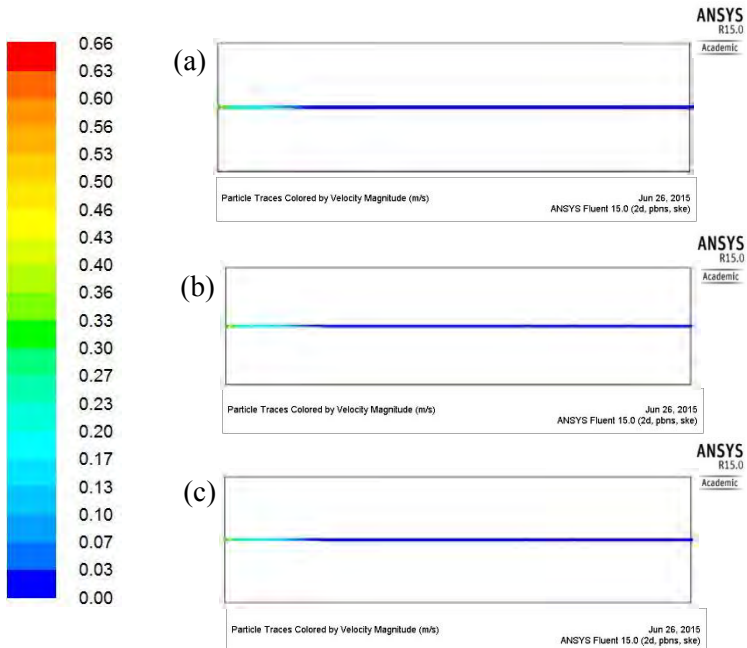 0.66
0.63
0.60
0.56
0.53
0.50
0.46
0.43
0.40
0.36
0.33
0.30
0.27
0.23
0.20
0.17
0.13
0.10
0.07
0.03
0.00
ANSYS
R15.0
Academic
(a)
Particle Traces Colored by Velocity Magnitude (m/s)
Jun 26, 2015
ANSYS Fluent 15.0 (2d, pbns, ske)
ANSYS
R15.0
Academic
(b)
Particle Traces Colored by Velocity Magnitude (m/s)
Jun 26, 2015
ANSYS Fluent 15.0 (2d, pbns, ske)
ANSYS
R15.0
Academic
(c)
Particle Traces Colored by Velocity Magnitude (m/s)
Jun 26, 2015
ANSYS Fluent 15.0 (2d, pbns, ske)